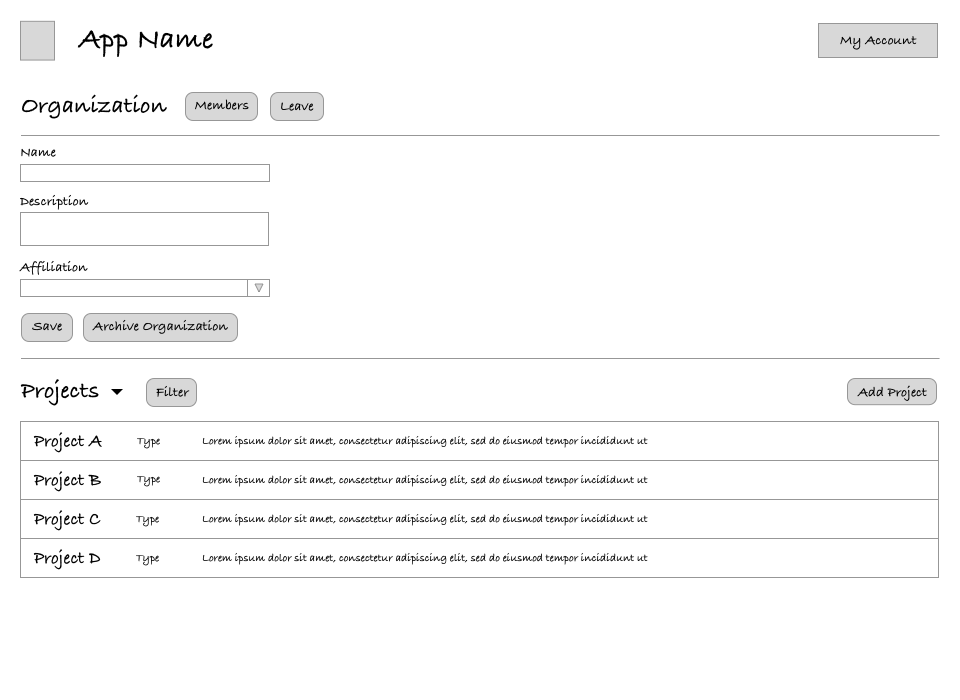 App Name
My Account
Organization Members Leave
Name
Description
Affiliation
Save Archive Organization
Projects Filter Add Project
Project A Type Lorem ipsum dolor sit amet, consectetur adipiscing elit, sed do eiusmod tempor incididunt ut
Project B Type Lorem ipsum dolor sit amet, consectetur adipiscing elit, sed do eiusmod tempor incididunt ut
Project C Type Lorem ipsum dolor sit amet, consectetur adipiscing elit, sed do eiusmod tempor incididunt ut
Project D Type Lorem ipsum dolor sit amet, consectetur adipiscing elit, sed do eiusmod tempor incididunt ut